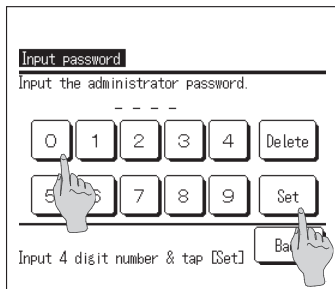 Input password
Input the administrator password.
_ _ _ _
0 1 2 3 4 Delete
5 7 8 9 Set
Input 4 digit number & tap [Set]